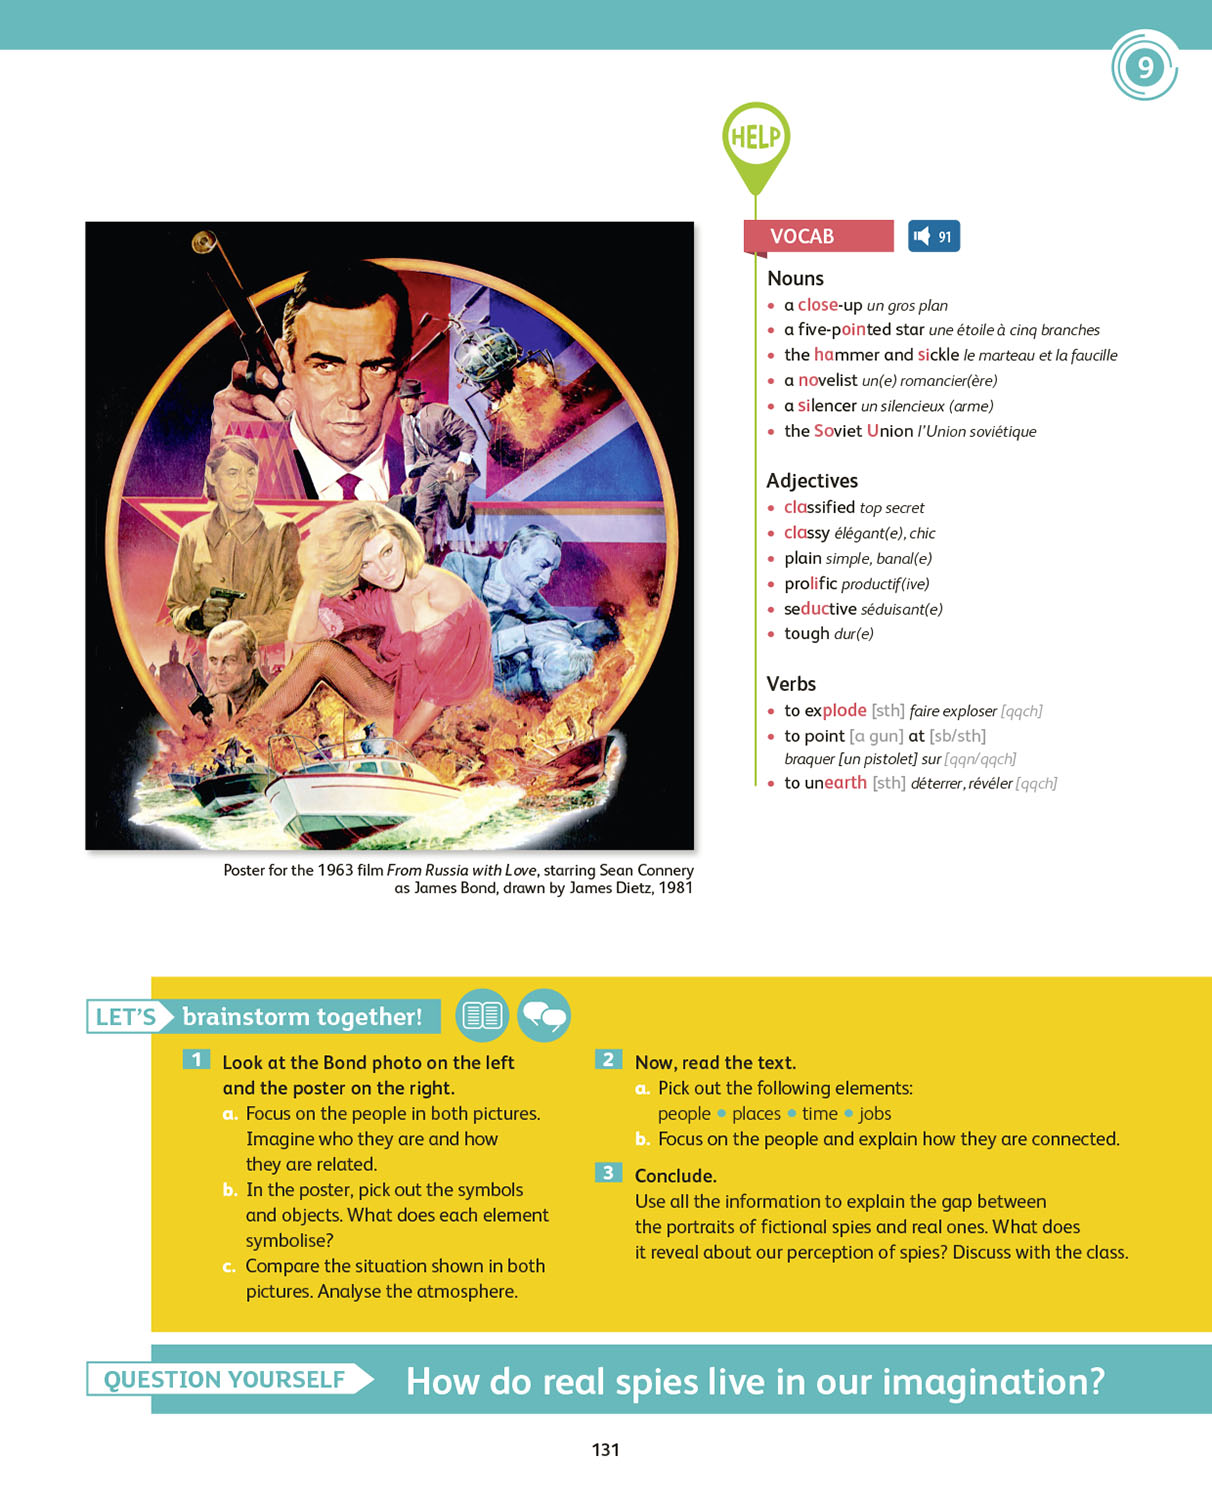 9
HELP
VOCAB
91
Nouns
• a close-up un gros plan
• a five-pointed star une étoile à cinq branches
• the hammer and sickle le marteau et la faucille
• a novelist un(e) romancier(ère)
• a silencer un silencieux (arme)
• the Soviet Union l'Union soviétique
Adjectives
• classified top secret
• classy élégant(e), chic
• plain simple, banal(e)
• prolific productif(ive)
• seductive séduisant(e)
• tough dur(e)
Verbs
• to explode [sth] faire exploser [qqch]
• to point [a gun] at [sb/sth]
braquer [un pistolet] sur [qqn/qqch]
• to unearth [sth] déterrer, révéler [qqch]
Poster for the 1963 film From Russia with Love, starring Sean Connery
as James Bond, drawn by James Dietz, 1981
LET'S brainstorm together!
1 Look at the Bond photo on the left
and the poster on the right.
a. Focus on the people in both pictures.
Imagine who they are and how
they are related.
b. In the poster, pick out the symbols
and objects. What does each element
symbolise?
c. Compare the situation shown in both
pictures. Analyse the atmosphere.
2 Now, read the text.
a. Pick out the following elements:
people • places • time • jobs
b. Focus on the people and explain how they are connected.
3 Conclude.
Use all the information to explain the gap between
the portraits of fictional spies and real ones. What does
it reveal about our perception of spies? Discuss with the class.
QUESTION YOURSELF
How do real spies live in our imagination?
131